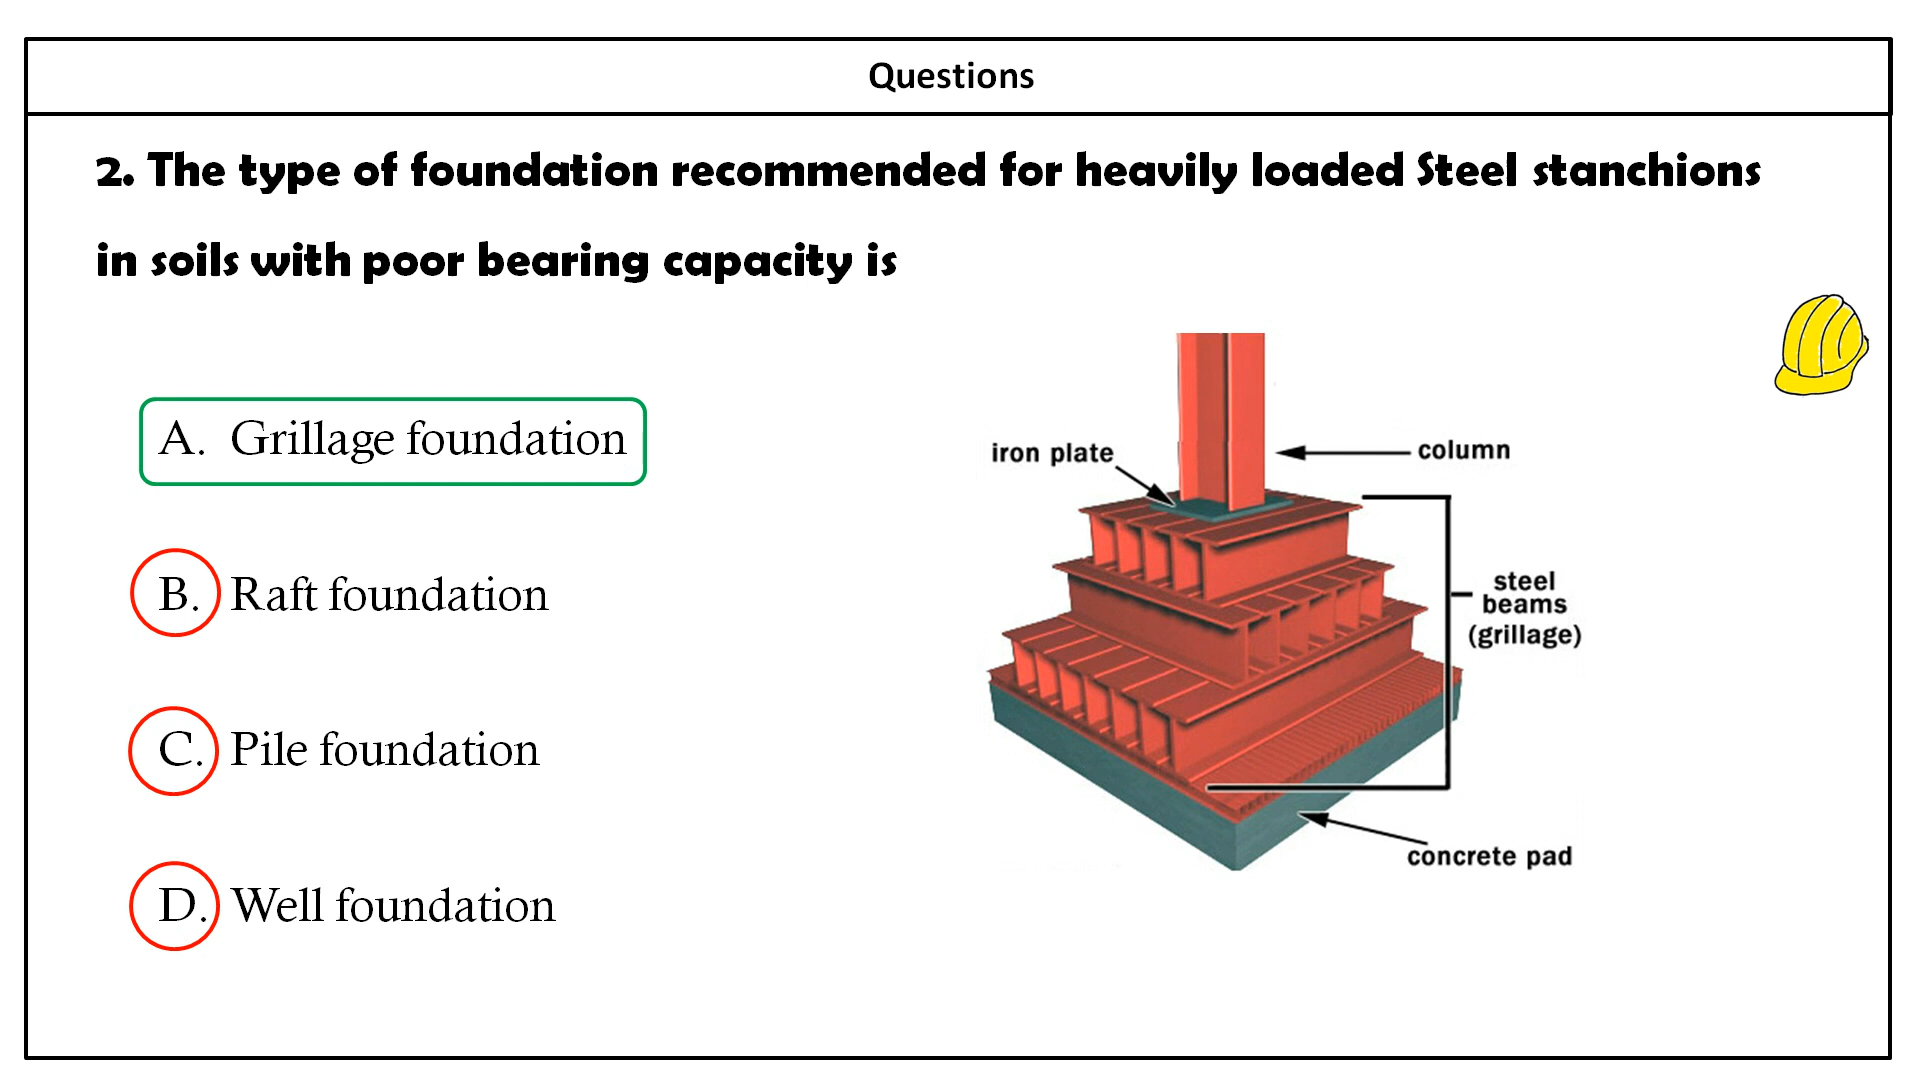 Questions
2. The type of foundation recommended for heavily loaded Steel stanchions
in soils with poor bearing capacity is
A. Grillage foundation
B. Raft foundation
C. Pile foundation
D. Well foundation
iron plate
column
steel
beams
(grillage)
concrete pad